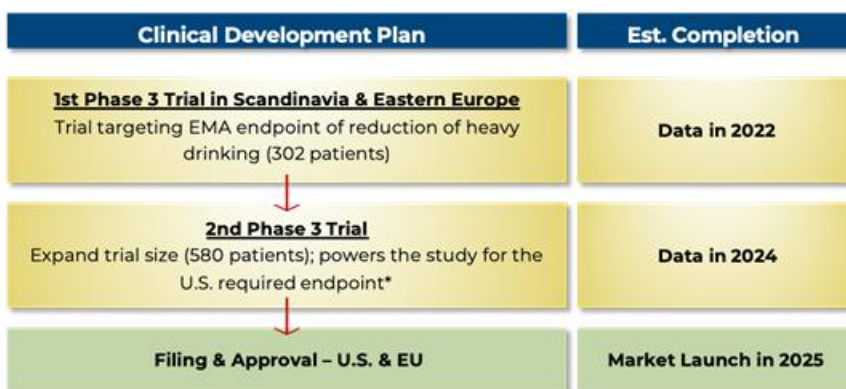 Clinical Development Plan
Est. Completion
1st Phase 3 Trial in Scandinavia & Eastern Europe
Trial targeting EMA endpoint of reduction of heavy
drinking (302 patients)
Data in 2022
2nd Phase 3 Trial
Expand trial size (580 patients); powers the study for the
U.S. required endpoint*
Data in 2024
Filing & Approval – U.S. & EU
Market Launch in 2025